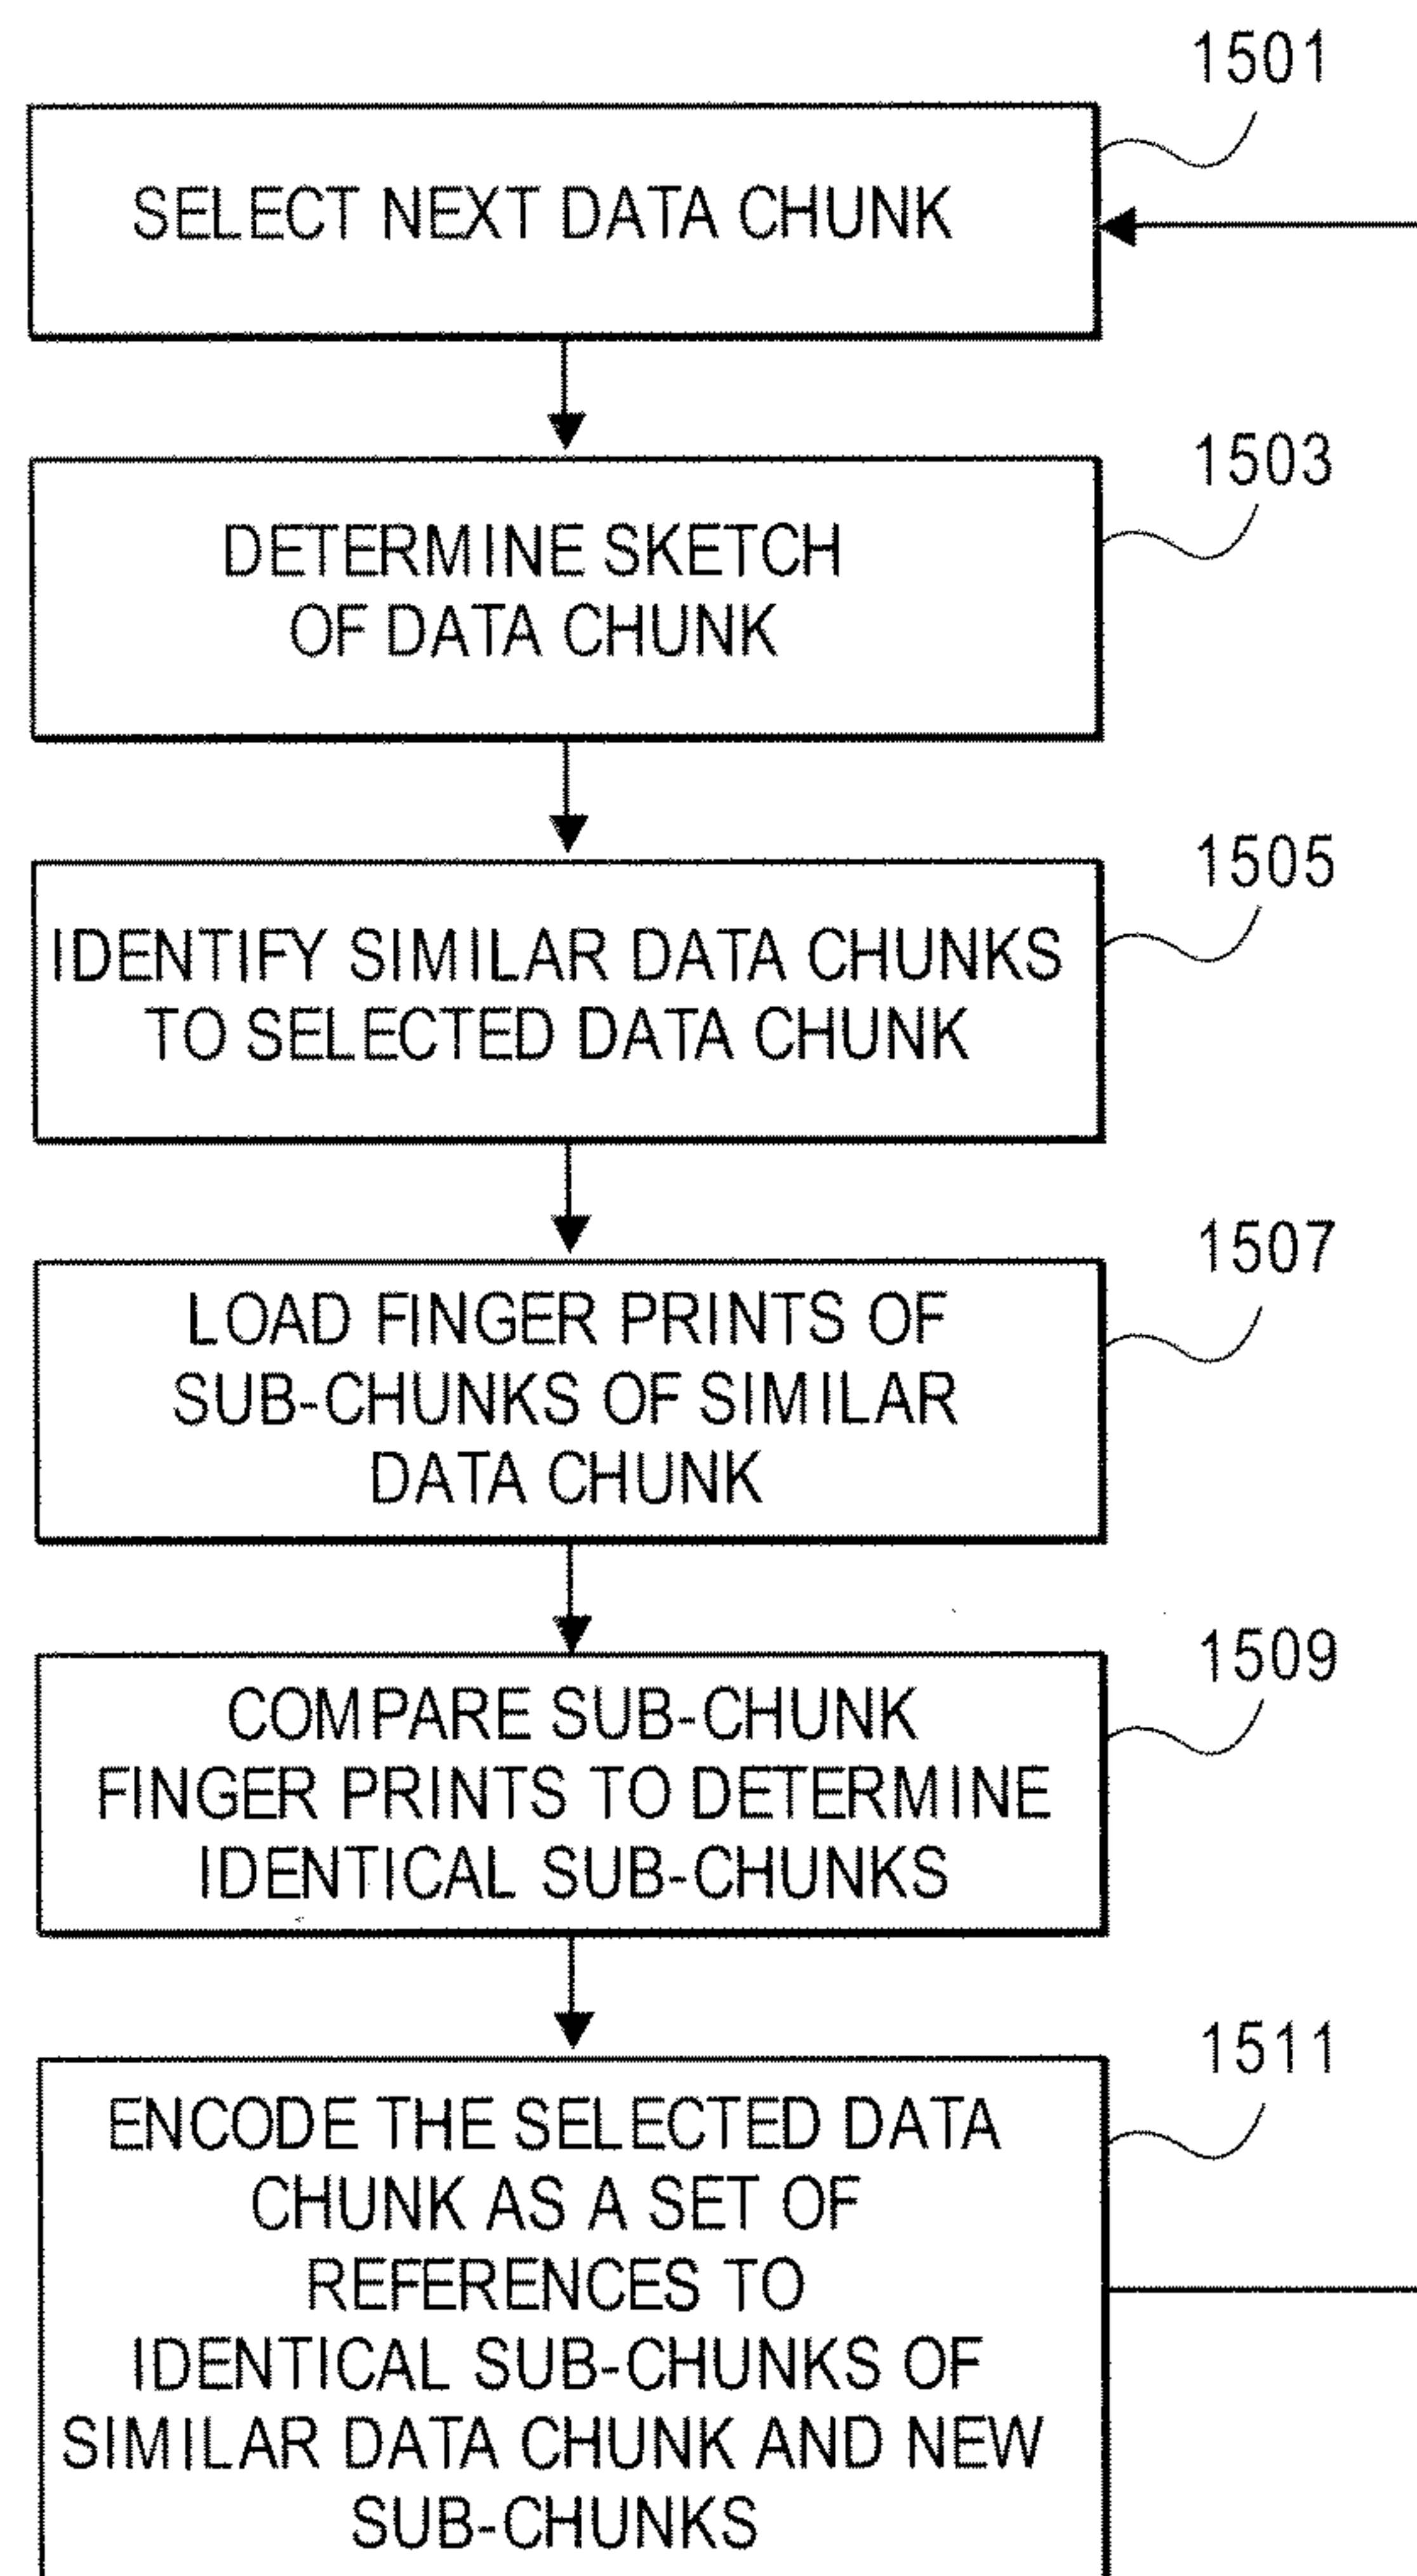 1501
SELECT NEXT DATA CHUNK
1503
DETERMINE SKETCH
OF DATA CHUNK
1505
IDENTIFY SIMILAR DATA CHUNKS
TO SELECTED DATA CHUNK
1507
LOAD FINGER PRINTS OF
SUB-CHUNKS OF SIMILAR
DATA CHUNK
1509
COMPARE SUB-CHUNK
FINGER PRINTS TO DETERMINE
IDENTICAL SUB-CHUNKS
1511
ENCODE THE SELECTED DATA
CHUNK AS A SET OF
REFERENCES TO
IDENTICAL SUB-CHUNKS OF
SIMILAR DATA CHUNK AND NEW
SUB-CHUNKS